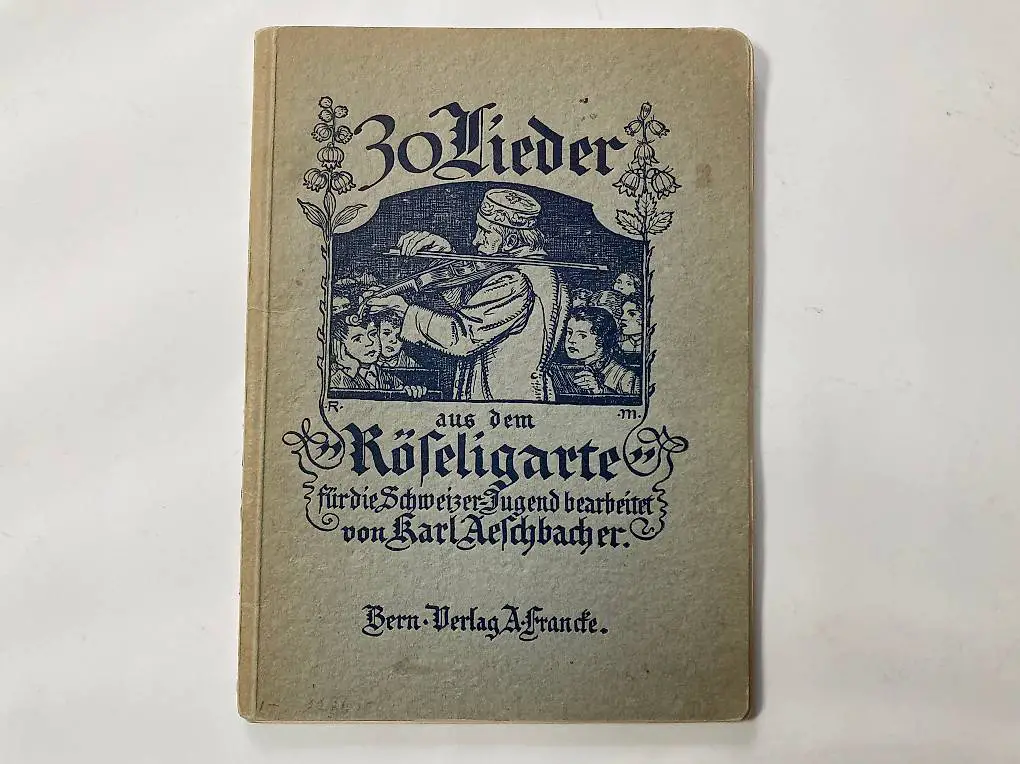 30 Lieder
R. .M.
aus dem
„Röſeligarte”
für die Schweizer-Jugend bearbeitet
von Karl Aeſchbacher.
Bern · Verlag A. Francke.